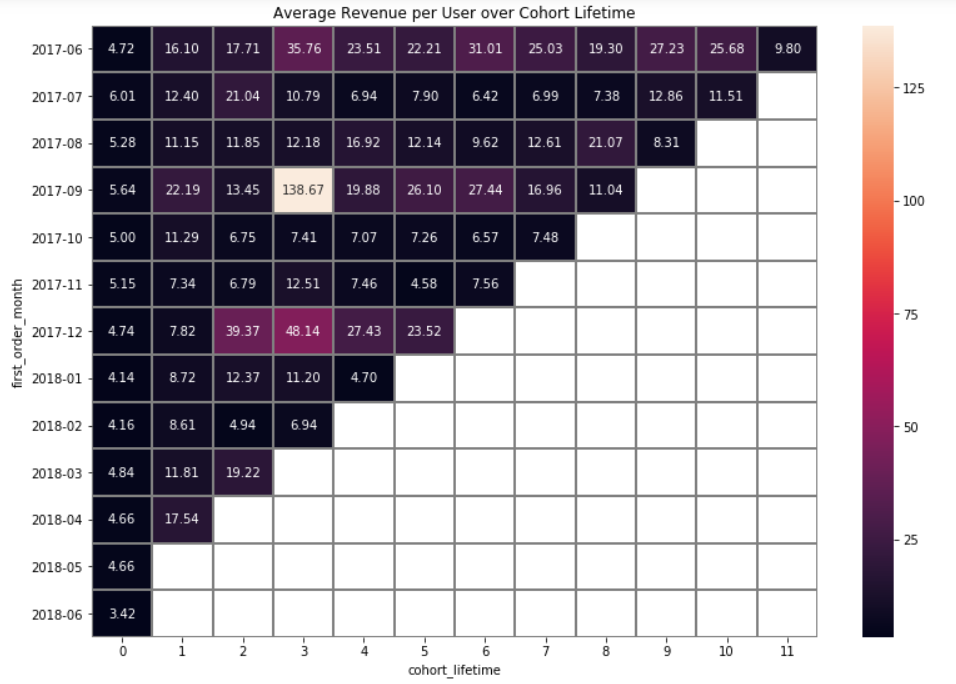 Average Revenue per User over Cohort Lifetime
first_order_month
2017-06 4.72 16.10 17.71 35.76 23.51 22.21 31.01 25.03 19.30 27.23 25.68 9.80
2017-07 6.01 12.40 21.04 10.79 6.94 7.90 6.42 6.99 7.38 12.86 11.51
2017-08 5.28 11.15 11.85 12.18 16.92 12.14 9.62 12.61 21.07 8.31
2017-09 5.64 22.19 13.45 138.67 19.88 26.10 27.44 16.96 11.04
2017-10 5.00 11.29 6.75 7.41 7.07 7.26 6.57 7.48
2017-11 5.15 7.34 6.79 12.51 7.46 4.58 7.56
2017-12 4.74 7.82 39.37 48.14 27.43 23.52
2018-01 4.14 8.72 12.37 11.20 4.70
2018-02 4.16 8.61 4.94 6.94
2018-03 4.84 11.81 19.22
2018-04 4.66 17.54
2018-05 4.66
2018-06 3.42
0 1 2 3 4 5 6 7 8 9 10 11
cohort_lifetime
125
100
75
50
25